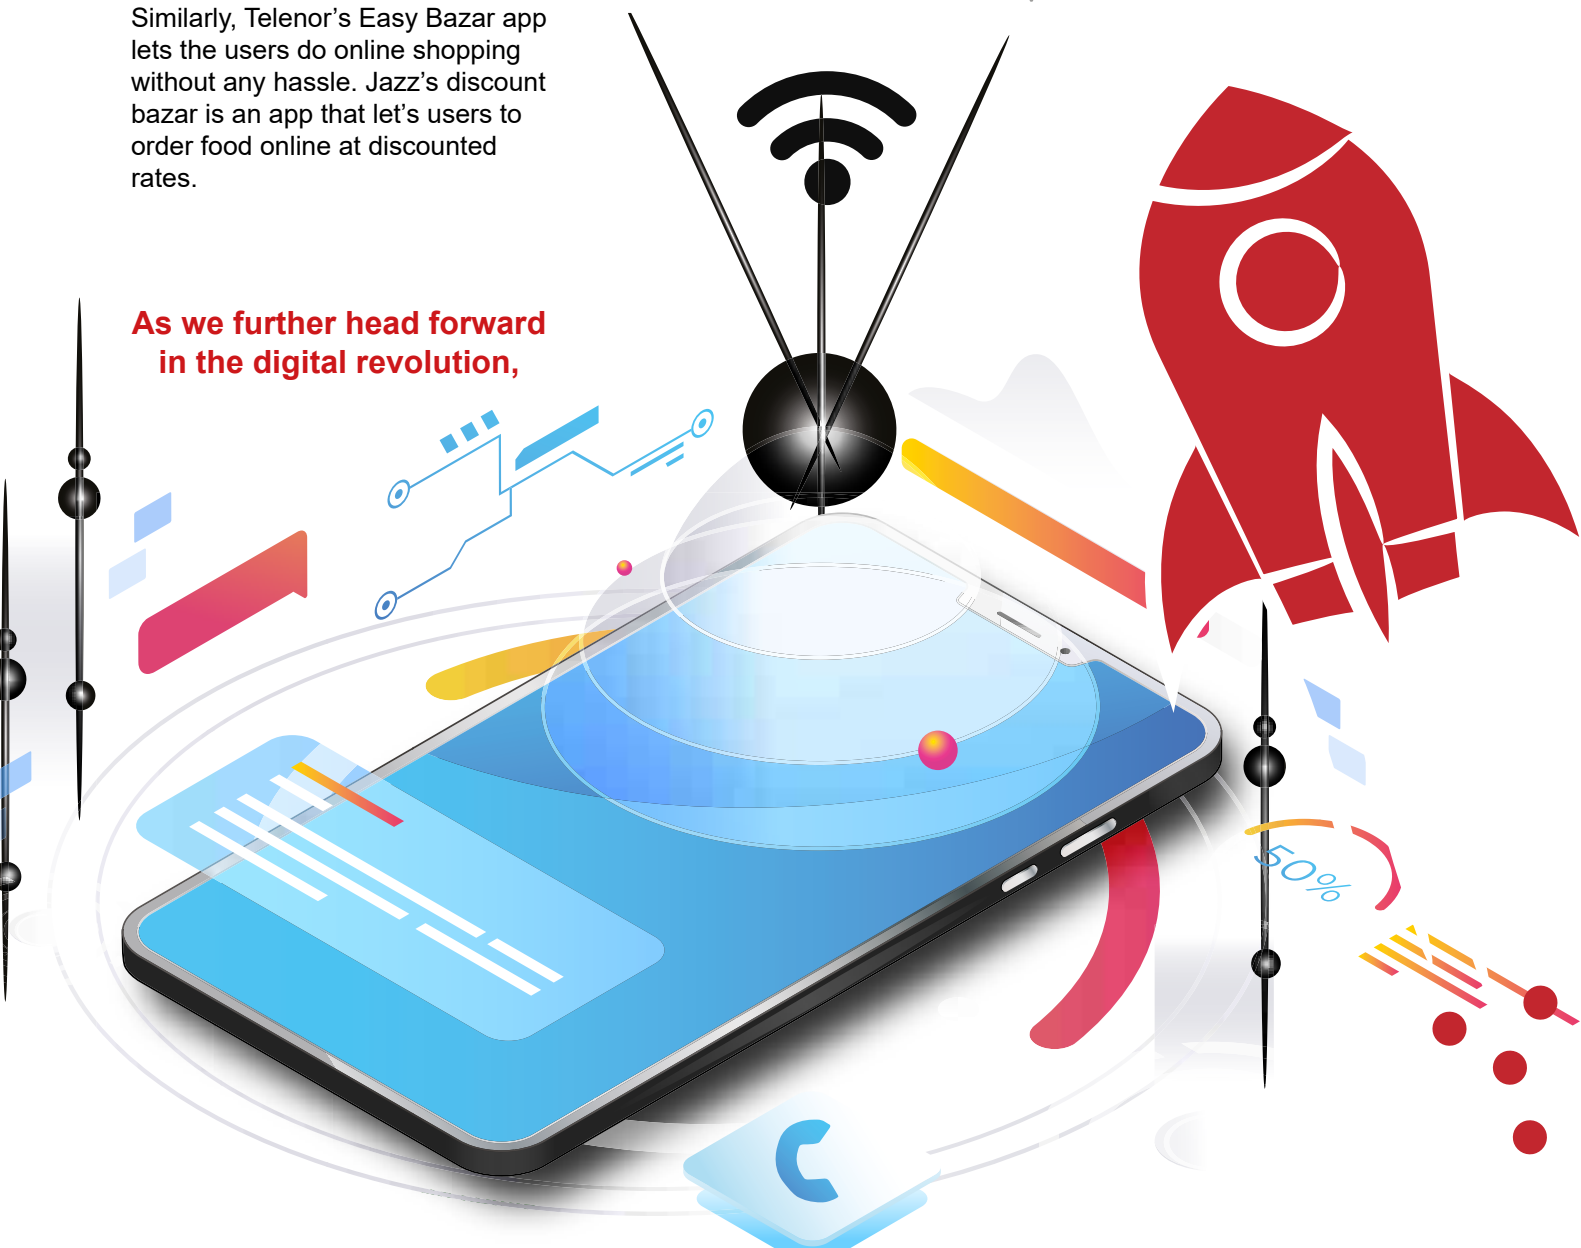 Similarly, Telenor’s Easy Bazar app
lets the users do online shopping
without any hassle. Jazz’s discount
bazar is an app that let’s users to
order food online at discounted
rates.
As we further head forward
in the digital revolution,
50%